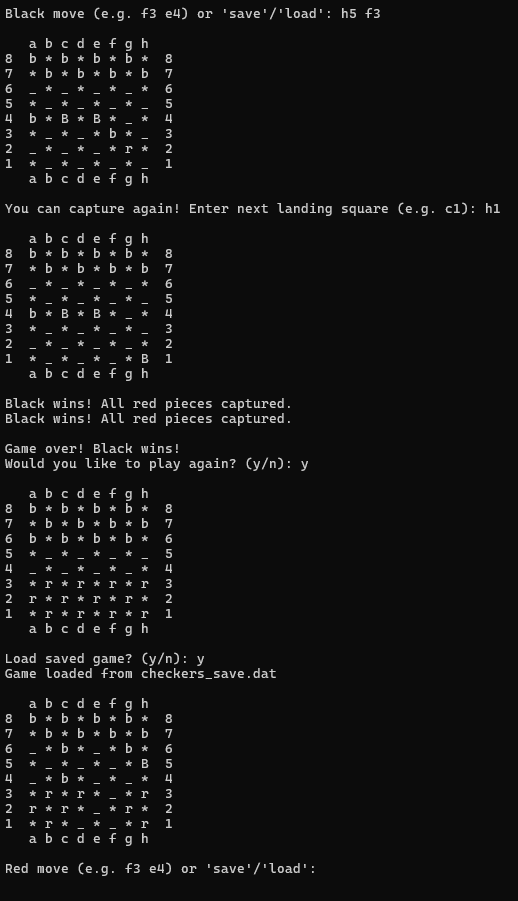 Black move (e.g. f3 e4) or 'save'/'load': h5 f3
a b c d e f g h
8 b * b * b * b * 8
7 * b * b * b * b 7
6 _ * _ * _ * _ * 6
5 * _ * _ * _ * _ 5
4 b * B * B * _ * 4
3 * _ * _ * b * _ 3
2 _ * _ * _ * r * 2
1 * _ * _ * _ * _ 1
a b c d e f g h
You can capture again! Enter next landing square (e.g. c1): h1
a b c d e f g h
8 b * b * b * b * 8
7 * b * b * b * b 7
6 _ * _ * _ * _ * 6
5 * _ * _ * _ * _ 5
4 b * B * B * _ * 4
3 * _ * _ * _ * _ 3
2 _ * _ * _ * _ * 2
1 * _ * _ * _ * B 1
a b c d e f g h
Black wins! All red pieces captured.
Black wins! All red pieces captured.
Game over! Black wins!
Would you like to play again? (y/n): y
a b c d e f g h
8 b * b * b * b * 8
7 * b * b * b * b 7
6 b * b * b * b * 6
5 * _ * _ * _ * _ 5
4 _ * _ * _ * _ * 4
3 * r * r * r * r 3
2 r * r * r * r * 2
1 * r * r * r * r 1
a b c d e f g h
Load saved game? (y/n): y
Game loaded from checkers_save.dat
a b c d e f g h
8 b * b * b * b * 8
7 * b * b * b * b 7
6 _ * b * _ * b * 6
5 * _ * _ * _ * B 5
4 _ * b * _ * _ * 4
3 * r * r * _ * r 3
2 r * r * _ * r * 2
1 * r * _ * _ * r 1
a b c d e f g h
Red move (e.g. f3 e4) or 'save'/'load':